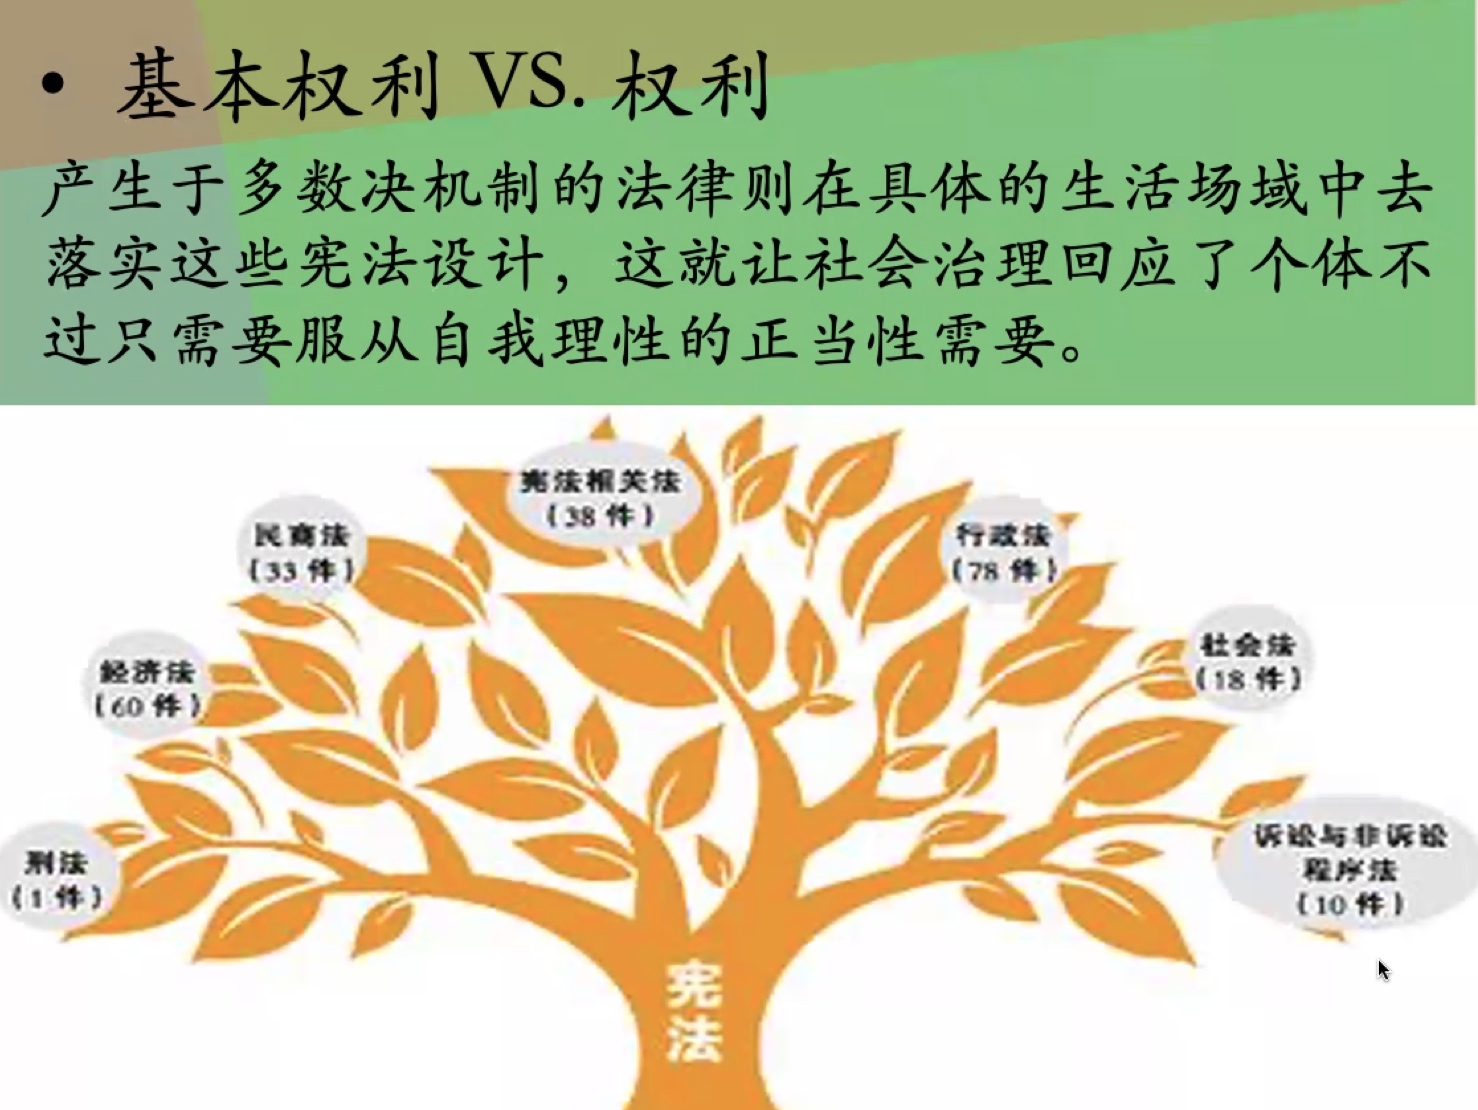 • 基本权利 VS. 权利
产生于多数决机制的法律则在具体的生活场域中去
落实这些宪法设计，这就让社会治理回应了个体不
过只需要服从自我理性的正当性需要。
宪法相关法
(38 件)
民商法
(33 件)
行政法
(78 件)
经济法
(60 件)
社会法
(18 件)
刑法
(1 件)
诉讼与非诉讼
程序法
(10 件)
宪
法